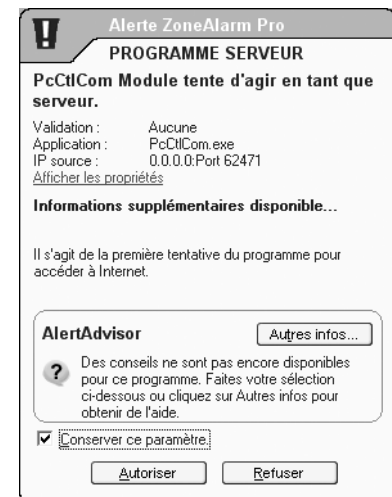 Alerte ZoneAlarm Pro
PROGRAMME SERVEUR
PcCtlCom Module tente d'agir en tant que
serveur.
Validation : Aucune
Application : PcCtlCom.exe
IP source : 0.0.0.0:Port 62471
Afficher les propriétés
Informations supplémentaires disponible...
Il s'agit de la première tentative du programme pour
accéder à Internet.
AlertAdvisor Autres infos...
Des conseils ne sont pas encore disponibles
pour ce programme. Faites votre sélection
ci-dessous ou cliquez sur Autres infos pour
obtenir de l'aide.
Conserver ce paramètre.
Autoriser Refuser